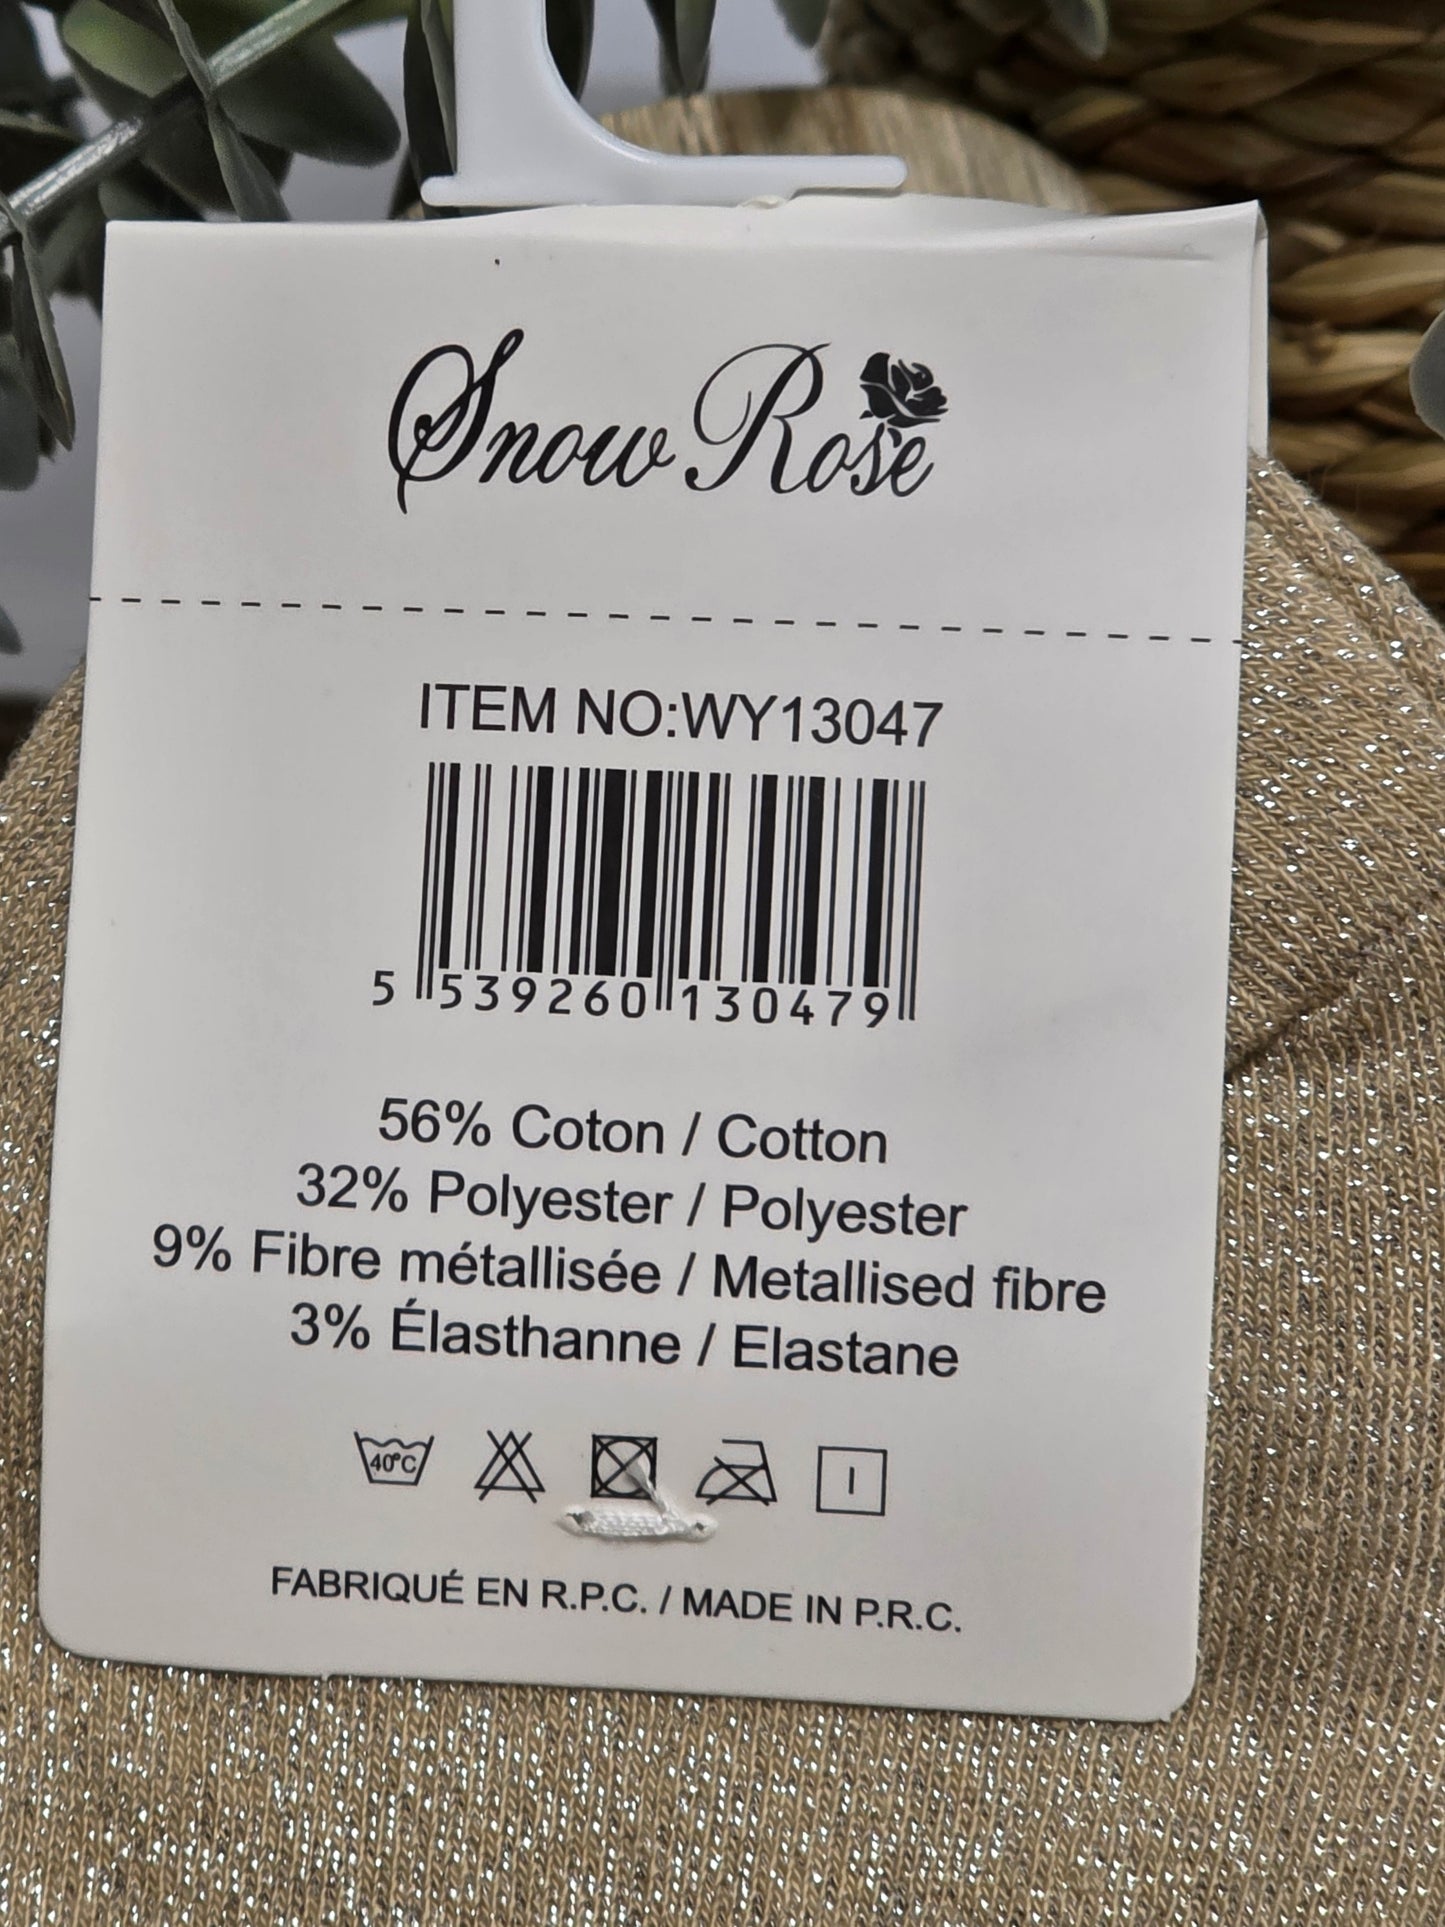 Snow Rose
ITEM NO:WY13047
5 539260 130479
56% Coton / Cotton
32% Polyester / Polyester
9% Fibre métallisée / Metallised fibre
3% Élasthanne / Elastane
40°C
FABRIQUÉ EN R.P.C. / MADE IN P.R.C.